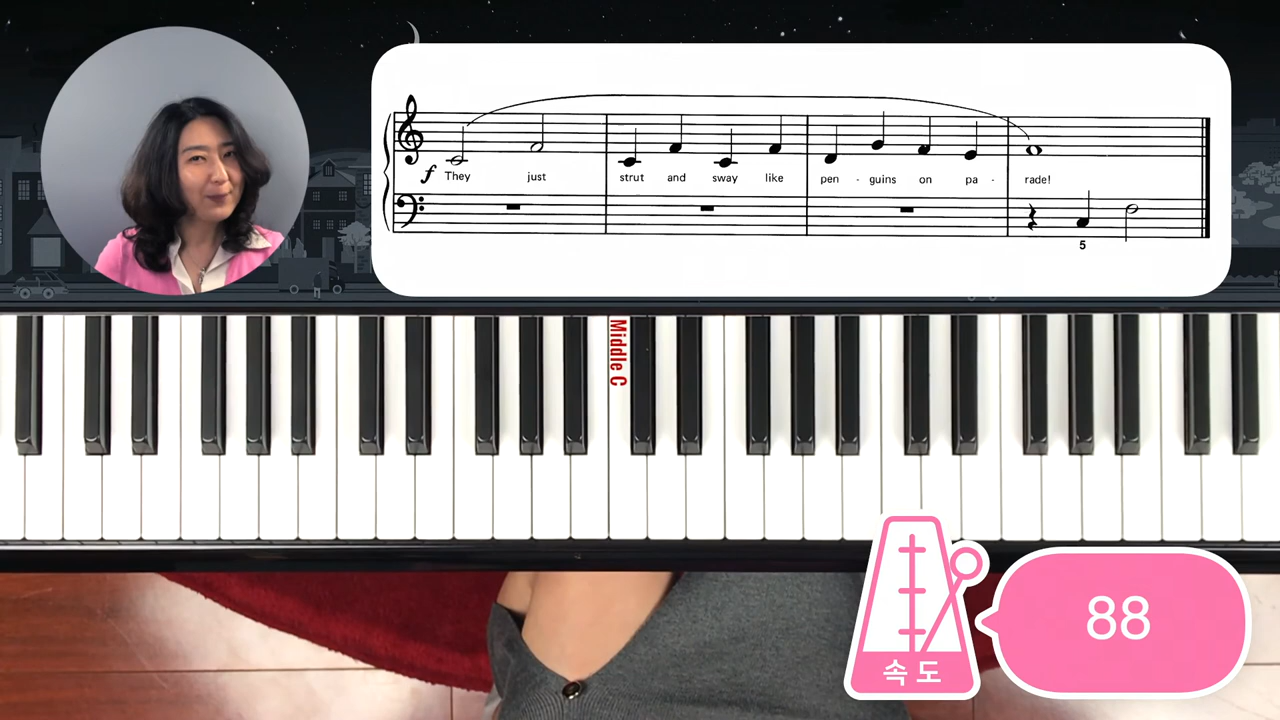 f They just strut and sway like pen - guins on pa - rade!
5
Middle C
88
속도